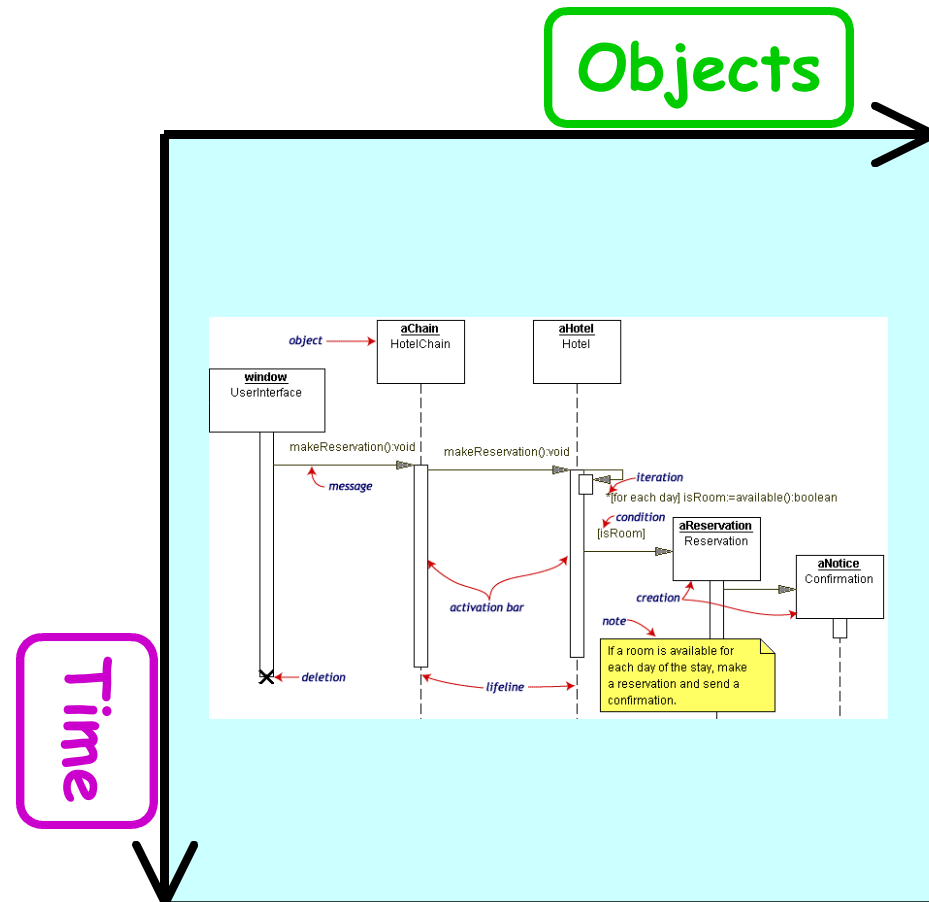 Objects
aChain
HotelChain
aHotel
Hotel
object
window
UserInterface
makeReservation():void
makeReservation():void
message
iteration
*[for each day] isRoom:=available():boolean
condition
[isRoom]
aReservation
Reservation
aNotice
Confirmation
activation bar
creation
note
If a room is available for
each day of the stay, make
a reservation and send a
confirmation.
deletion
lifeline
Time